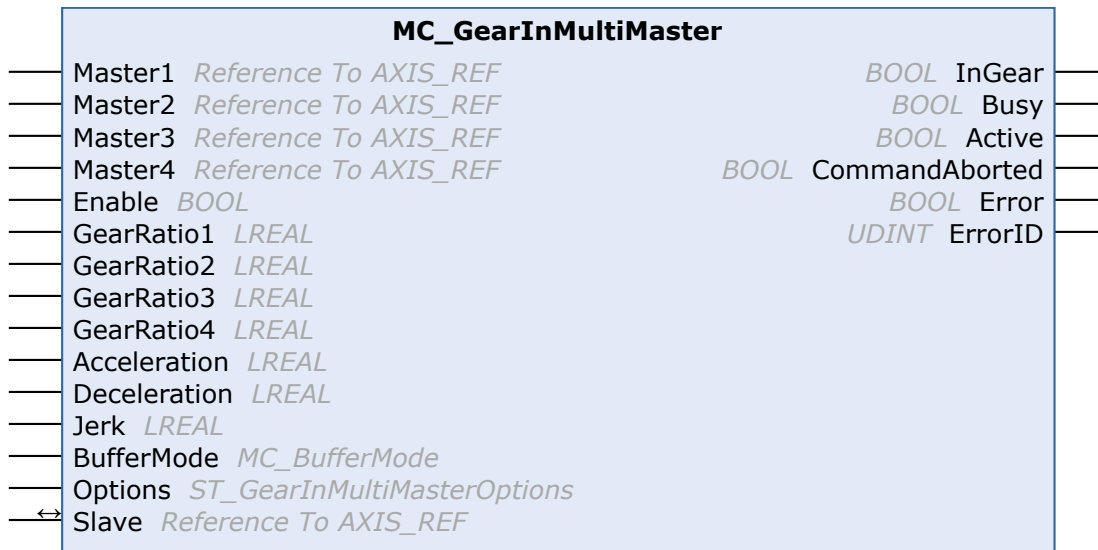 MC_GearInMultiMaster
Master1 Reference To AXIS_REF BOOL InGear
Master2 Reference To AXIS_REF BOOL Busy
Master3 Reference To AXIS_REF BOOL Active
Master4 Reference To AXIS_REF BOOL CommandAborted
Enable BOOL BOOL Error
GearRatio1 LREAL UDINT ErrorID
GearRatio2 LREAL
GearRatio3 LREAL
GearRatio4 LREAL
Acceleration LREAL
Deceleration LREAL
Jerk LREAL
BufferMode MC_BufferMode
Options ST_GearInMultiMasterOptions
↔ Slave Reference To AXIS_REF